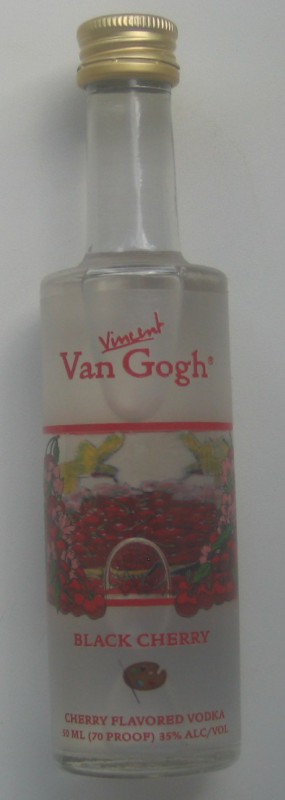 Vincent
Van Gogh®
BLACK CHERRY
CHERRY FLAVORED VODKA
50 ML (70 PROOF) 35% ALC/VOL